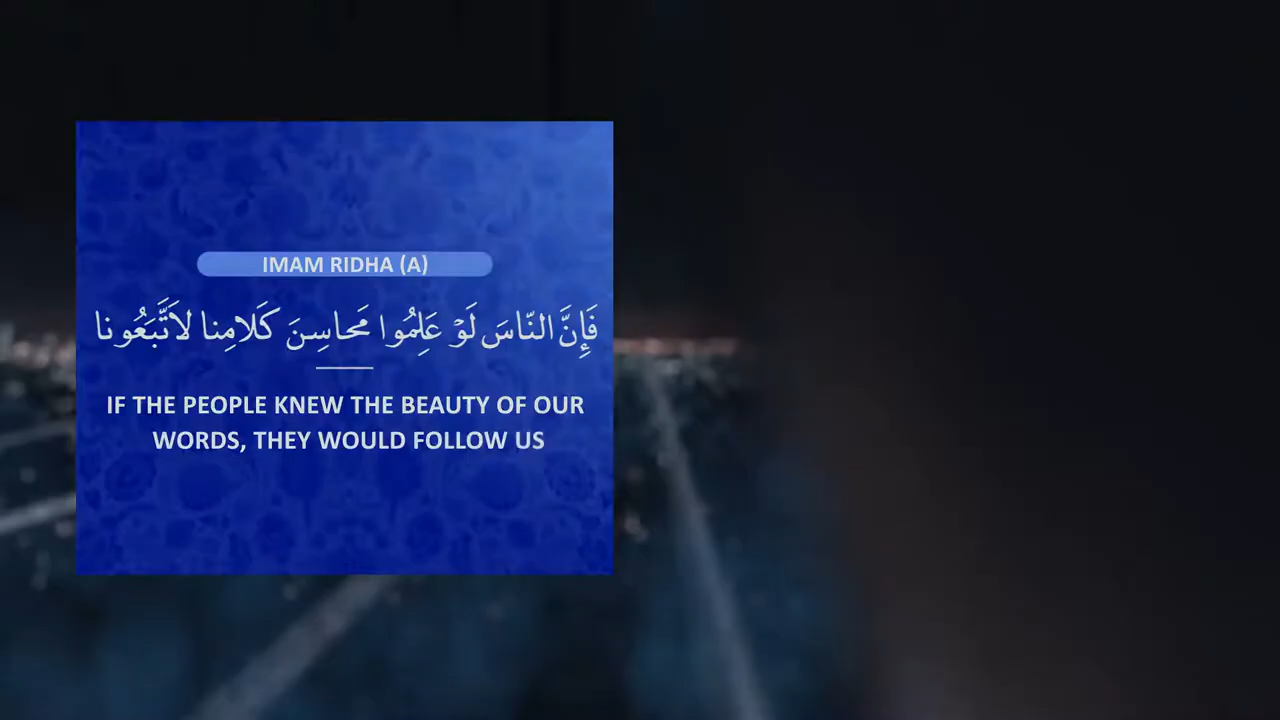 IMAM RIDHA (A)
فَإِنَّ النّاسَ لَوْ عَلِمُوا مَحاسِنَ كَلامِنا لاَتَّبَعُونا
IF THE PEOPLE KNEW THE BEAUTY OF OUR
WORDS, THEY WOULD FOLLOW US